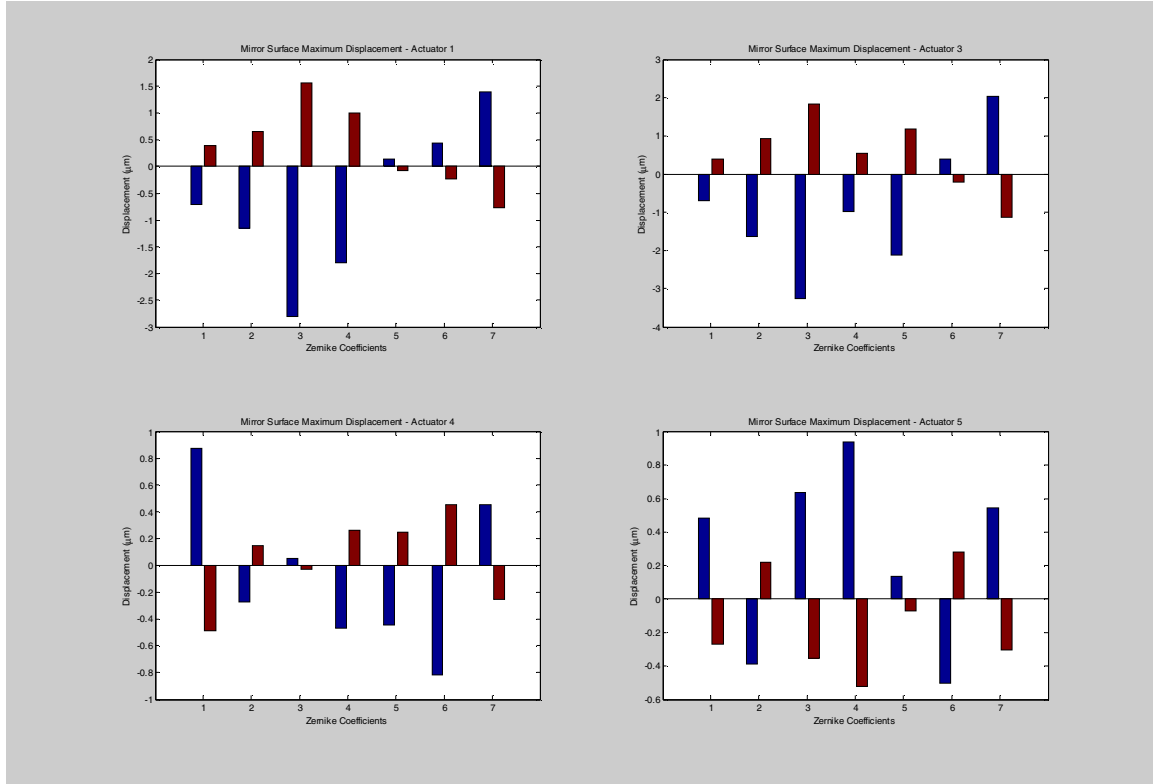 Mirror Surface Maximum Displacement - Actuator 1
2
1.5
1
0.5
0
-0.5
-1
-1.5
-2
-2.5
-3
Displacement (μm)
1 2 3 4 5 6 7
Zernike Coefficients
Mirror Surface Maximum Displacement - Actuator 3
3
2
1
0
-1
-2
-3
-4
Displacement (μm)
1 2 3 4 5 6 7
Zernike Coefficients
Mirror Surface Maximum Displacement - Actuator 4
1
0.8
0.6
0.4
0.2
0
-0.2
-0.4
-0.6
-0.8
-1
Displacement (μm)
1 2 3 4 5 6 7
Zernike Coefficients
Mirror Surface Maximum Displacement - Actuator 5
1
0.8
0.6
0.4
0.2
0
-0.2
-0.4
-0.6
Displacement (μm)
1 2 3 4 5 6 7
Zernike Coefficients